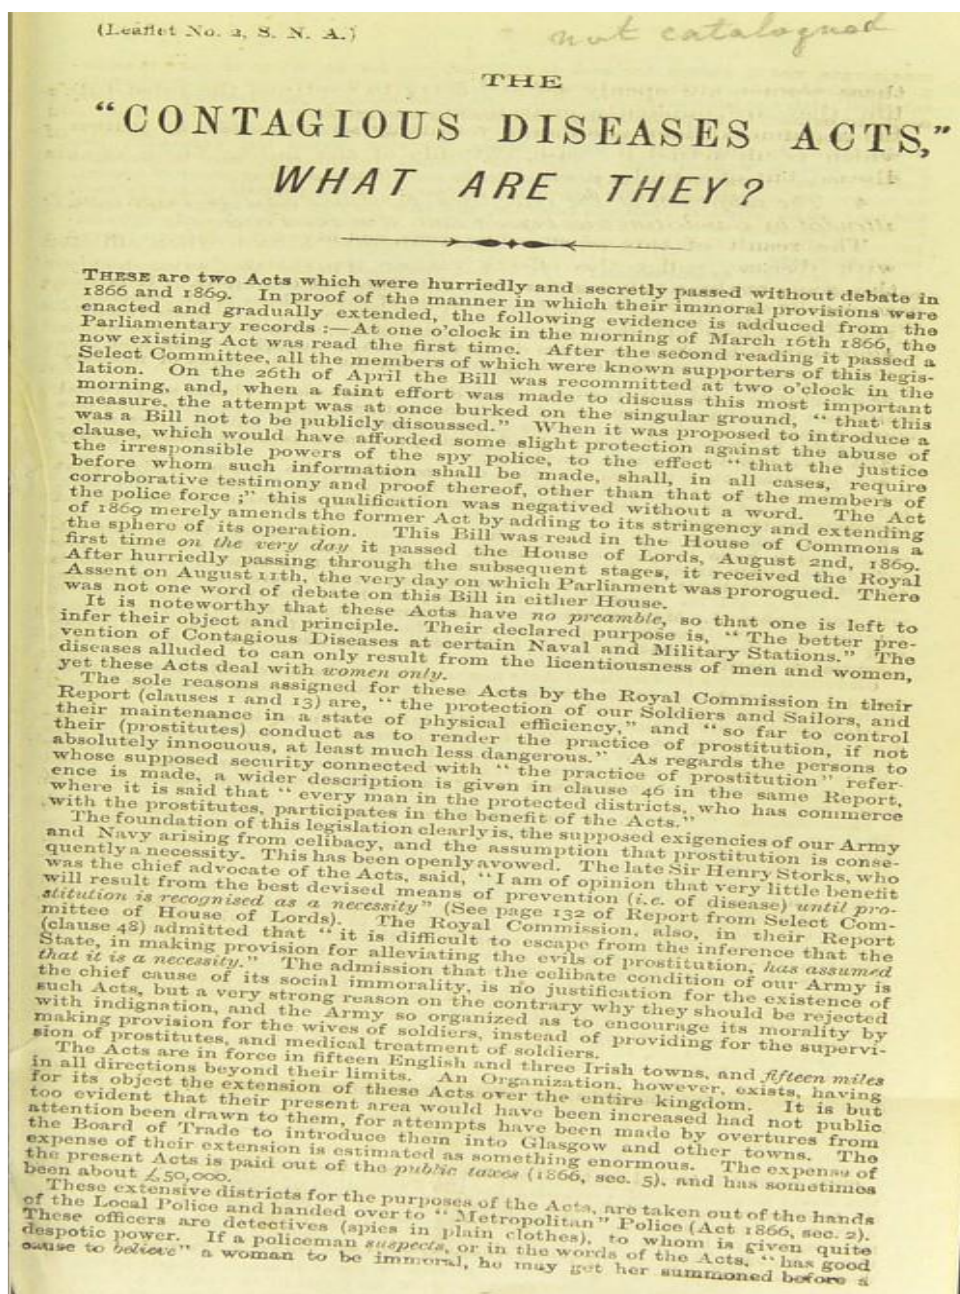 (Leaflet No. 2, S. N. A.)
not catalogued
THE
"CONTAGIOUS DISEASES ACTS,"
WHAT ARE THEY?
THESE are two Acts which were hurriedly and secretly passed without debate in
1866 and 1869. In proof of the manner in which their immoral provisions were
enacted and gradually extended, the following evidence is adduced from the
Parliamentary records :—At one o'clock in the morning of March 16th 1866, the
now existing Act was read the first time. After the second reading it passed a
Select Committee, all the members of which were known supporters of this legis-
lation. On the 26th of April the Bill was recommitted at two o'clock in the
morning, and, when a faint effort was made to discuss this most important
measure, the attempt was at once burked on the singular ground, "that this
was a Bill not to be publicly discussed." When it was proposed to introduce a
clause, which would have afforded some slight protection against the abuse of
the irresponsible powers of the spy police, to the effect "that the justice
before whom such information shall be made, shall, in all cases, require
corroborative testimony and proof thereof, other than that of the members of
the police force ;" this qualification was negatived without a word. The Act
of 1869 merely amends the former Act by adding to its stringency and extending
the sphere of its operation. This Bill was read in the House of Commons a
first time on the very day it passed the House of Lords, August 2nd, 1869.
After hurriedly passing through the subsequent stages, it received the Royal
Assent on August 11th, the very day on which Parliament was prorogued. There
was not one word of debate on this Bill in either House.
It is noteworthy that these Acts have no preamble, so that one is left to
infer their object and principle. Their declared purpose is, "The better pre-
vention of Contagious Diseases at certain Naval and Military Stations." The
diseases alluded to can only result from the licentiousness of men and women,
yet these Acts deal with women only.
The sole reasons assigned for these Acts by the Royal Commission in their
Report (clauses 1 and 13) are, "the protection of our Soldiers and Sailors, and
their maintenance in a state of physical efficiency," and "so far to control
their (prostitutes) conduct as to render the practice of prostitution, if not
absolutely innocuous, at least much less dangerous." As regards the persons to
whose supposed security connected with "the practice of prostitution" refer-
ence is made, a wider description is given in clause 46 in the same Report,
where it is said that "every man in the protected districts, who has commerce
with the prostitutes, participates in the benefit of the Acts."
The foundation of this legislation clearly is, the supposed exigencies of our Army
and Navy arising from celibacy, and the assumption that prostitution is conse-
quently a necessity. This has been openly avowed. The late Sir Henry Storks, who
was the chief advocate of the Acts, said, "I am of opinion that very little benefit
will result from the best devised means of prevention (i.e. of disease) until pro-
stitution is recognised as a necessity" (See page 132 of Report from Select Com-
mittee of House of Lords). The Royal Commission, also, in their Report
(clause 48) admitted that "it is difficult to escape from the inference that the
State, in making provision for alleviating the evils of prostitution, has assumed
that it is a necessity." The admission that the celibate condition of our Army is
the chief cause of its social immorality, is no justification for the existence of
such Acts, but a very strong reason on the contrary why they should be rejected
with indignation, and the Army so organized as to encourage its morality by
making provision for the wives of soldiers, instead of providing for the supervi-
sion of prostitutes, and medical treatment of soldiers.
The Acts are in force in fifteen English and three Irish towns, and fifteen miles
in all directions beyond their limits. An Organization, however, exists, having
for its object the extension of these Acts over the entire kingdom. It is but
too evident that their present area would have been increased had not public
attention been drawn to them, for attempts have been made by overtures from
the Board of Trade to introduce them into Glasgow and other towns. The
expense of their extension is estimated as something enormous. The expense of
the present Acts is paid out of the public taxes (1866, sec. 5), and has sometimes
been about £50,000.
These extensive districts for the purposes of the Acts, are taken out of the hands
of the Local Police and handed over to "Metropolitan" Police (Act 1866, sec. 2).
These officers are detectives (spies in plain clothes), to whom is given quite
despotic power. If a policeman suspects, or in the words of the Acts, "has good
cause to believe" a woman to be immoral, he may get her summoned before a